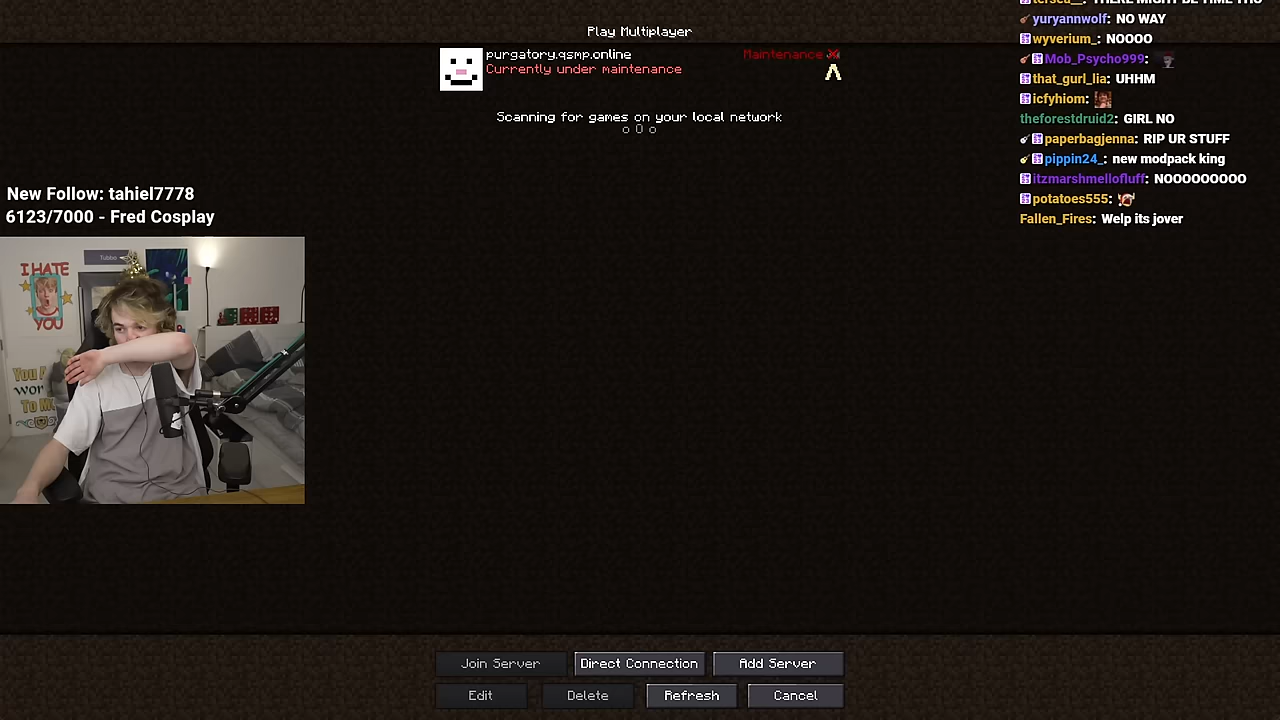 Play Multiplayer
purgatory.qsmp.online
Maintenance
Currently under maintenance
Scanning for games on your local network
o O o
yuryannwolf: NO WAY
wyverium_: NOOOO
Mob_Psycho999:
that_gurl_lia: UHHM
icfyhiom:
theforestdruid2: GIRL NO
paperbagjenna: RIP UR STUFF
pippin24_: new modpack king
itzmarshmellofluff: NOOOOOOOOO
potatoes555:
Fallen_Fires: Welp its jover
New Follow: tahiel7778
6123/7000 - Fred Cosplay
Tubbo
I HATE
YOU
Join Server
Direct Connection
Add Server
Edit
Delete
Refresh
Cancel